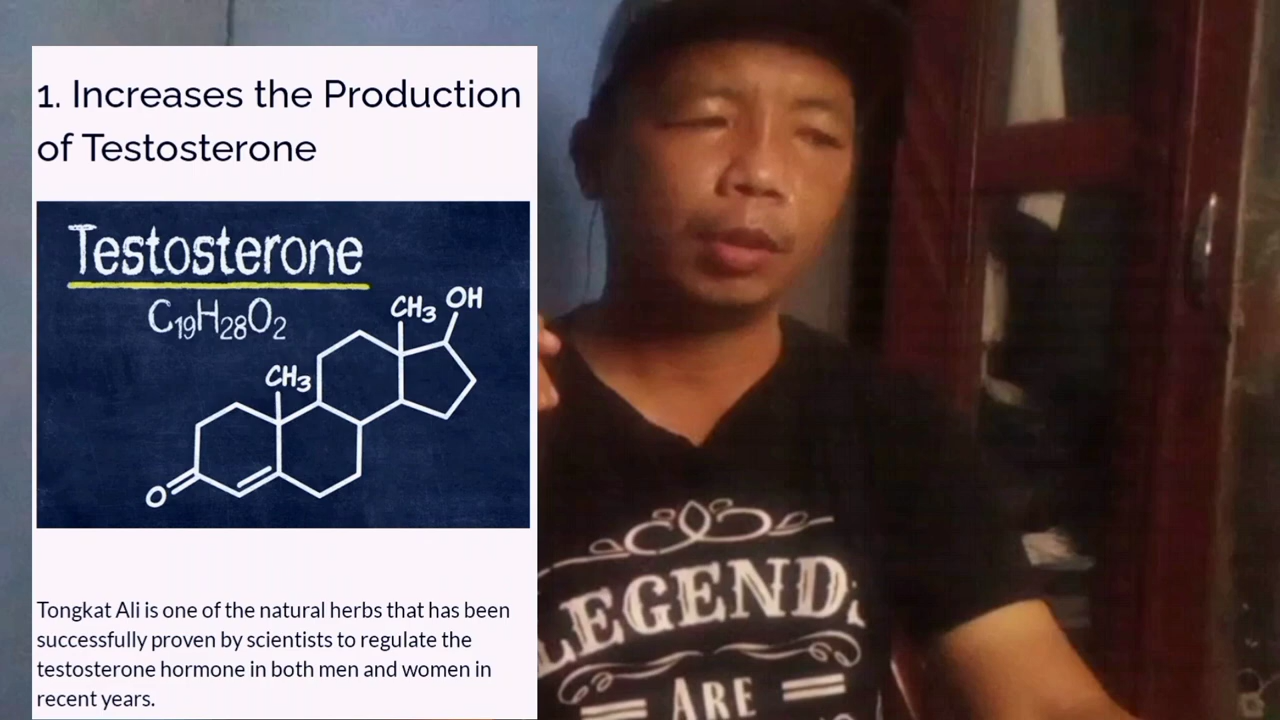 1. Increases the Production
of Testosterone
Testosterone
C19H28O2
CH3
OH
CH3
O
Tongkat Ali is one of the natural herbs that has been
successfully proven by scientists to regulate the
testosterone hormone in both men and women in
recent years.
LEGENDS
ARE